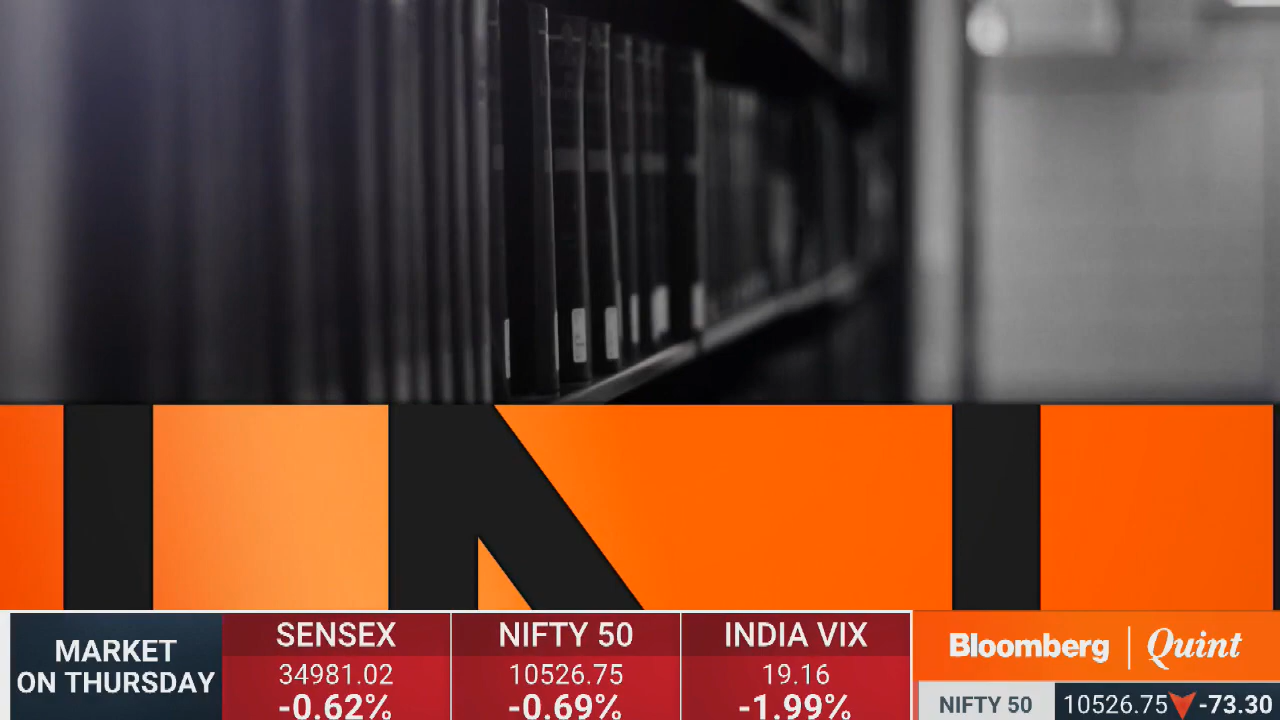 MARKET
ON THURSDAY
SENSEX
34981.02
-0.62%
NIFTY 50
10526.75
-0.69%
INDIA VIX
19.16
-1.99%
Bloomberg | Quint
NIFTY 50 10526.75 -73.30